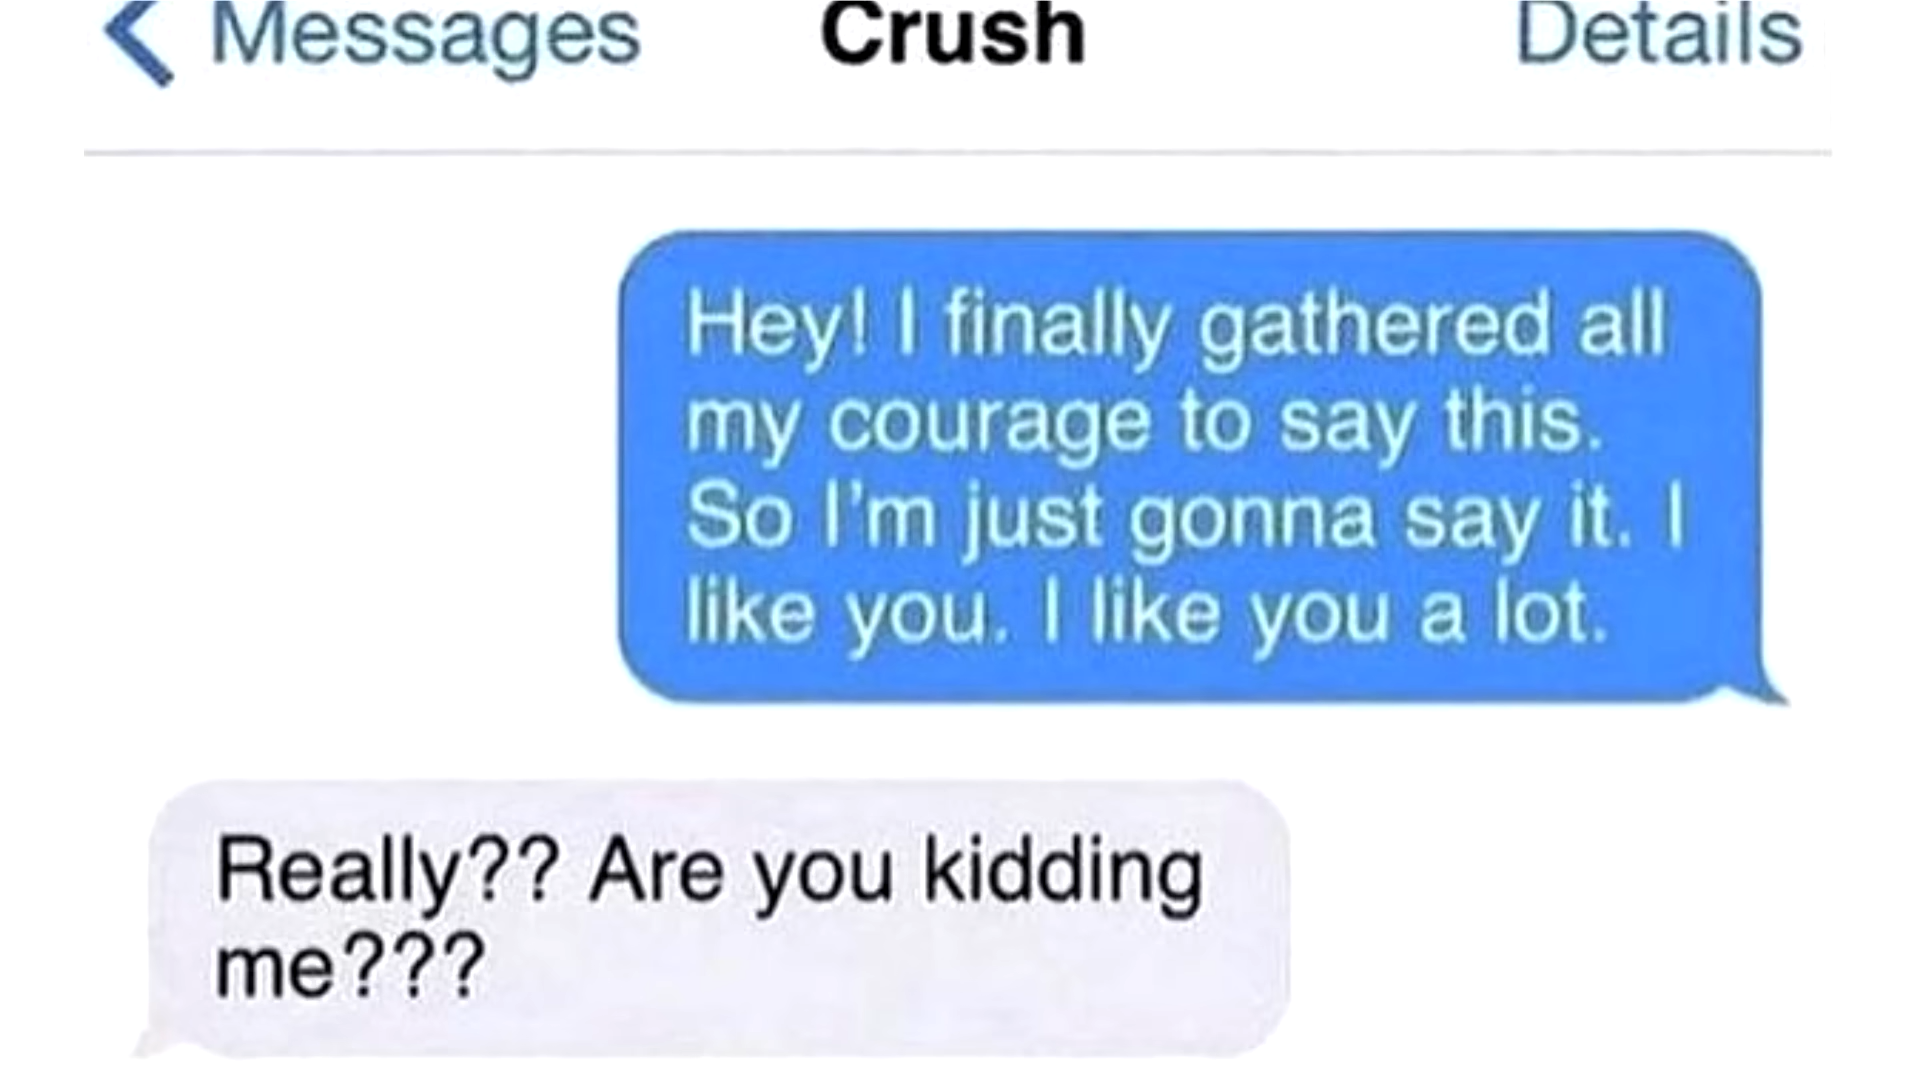 Messages Crush Details
Hey! I finally gathered all
my courage to say this.
So I'm just gonna say it. I
like you. I like you a lot.
Really?? Are you kidding
me???